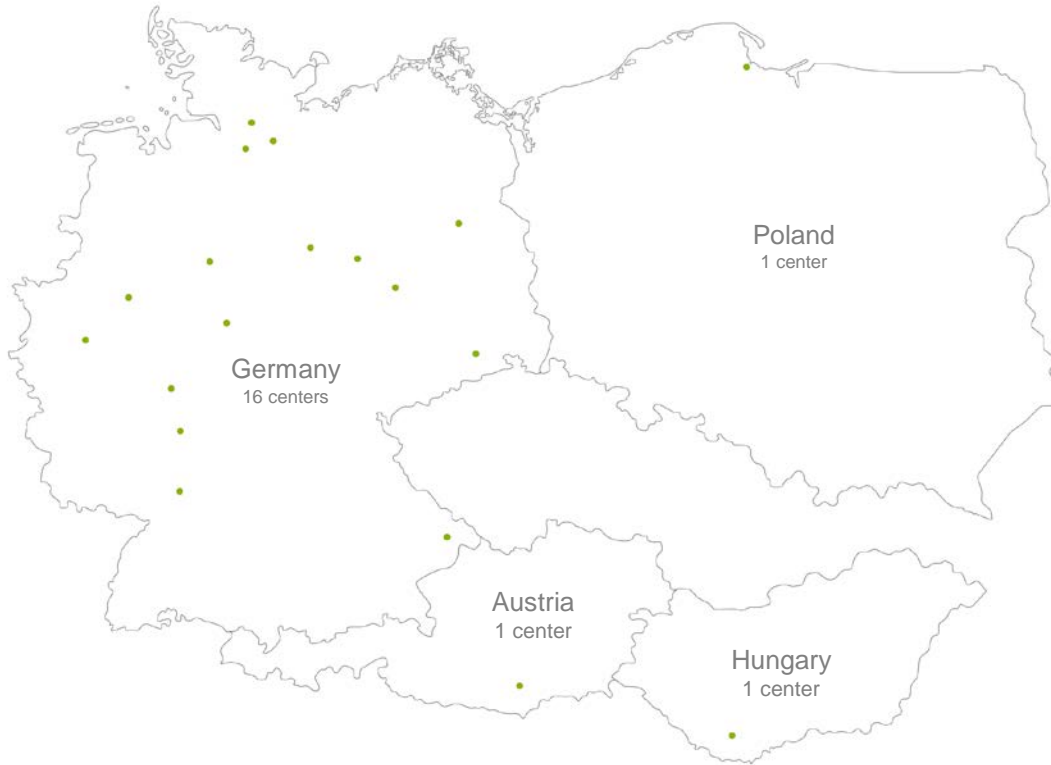 Poland
1 center
Germany
16 centers
Austria
1 center
Hungary
1 center